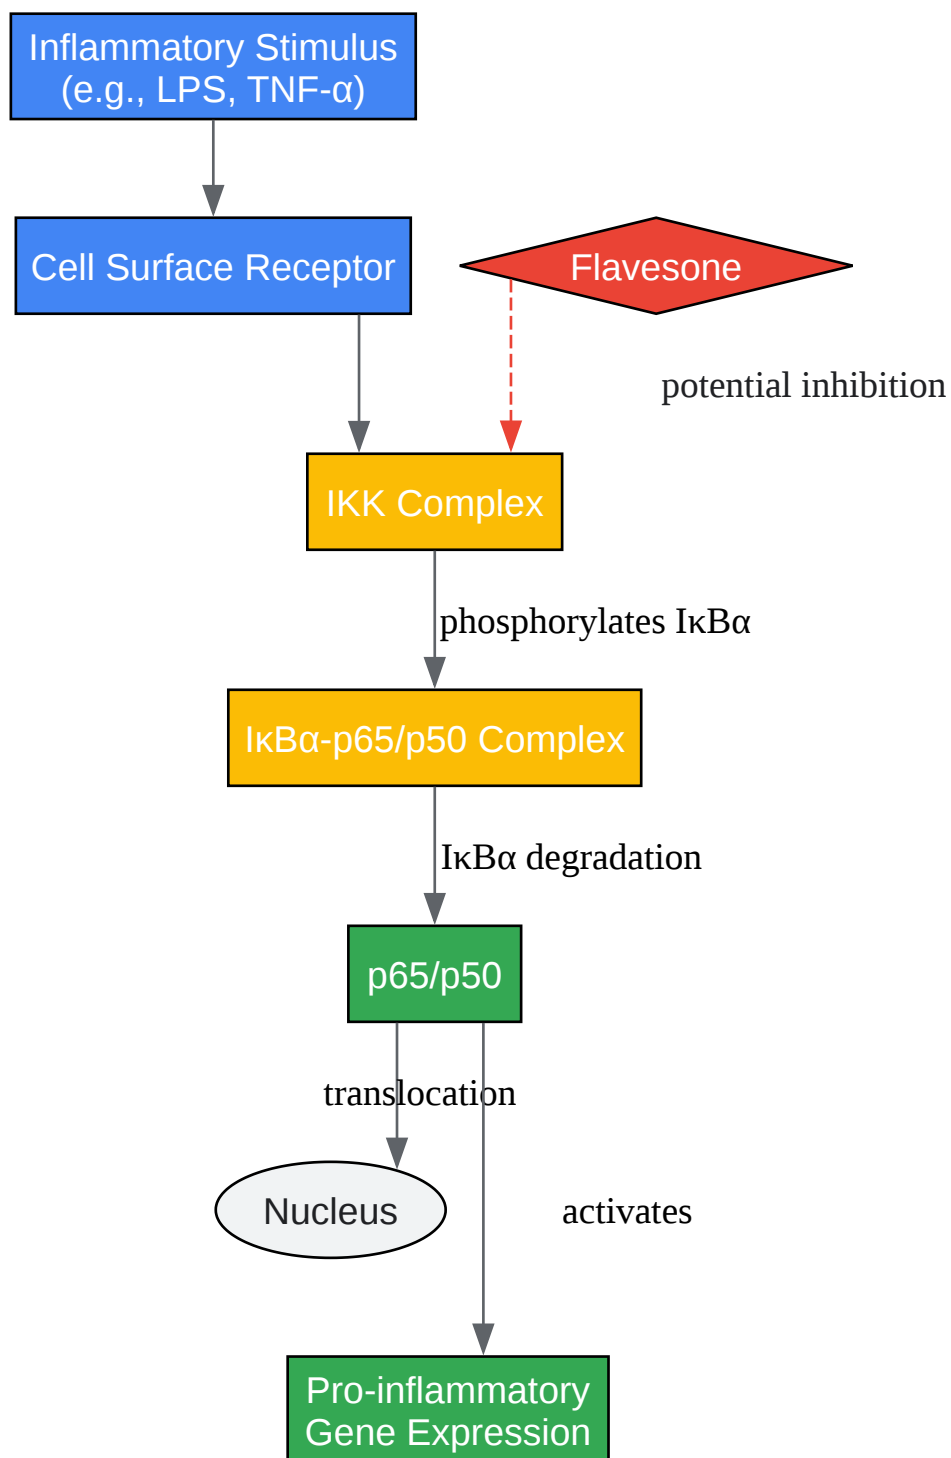 Inflammatory Stimulus
(e.g., LPS, TNF-α)
Cell Surface Receptor
Flavesone
potential inhibition
IKK Complex
phosphorylates IκBα
IκBα-p65/p50 Complex
IκBα degradation
p65/p50
translocation
Nucleus
activates
Pro-inflammatory
Gene Expression